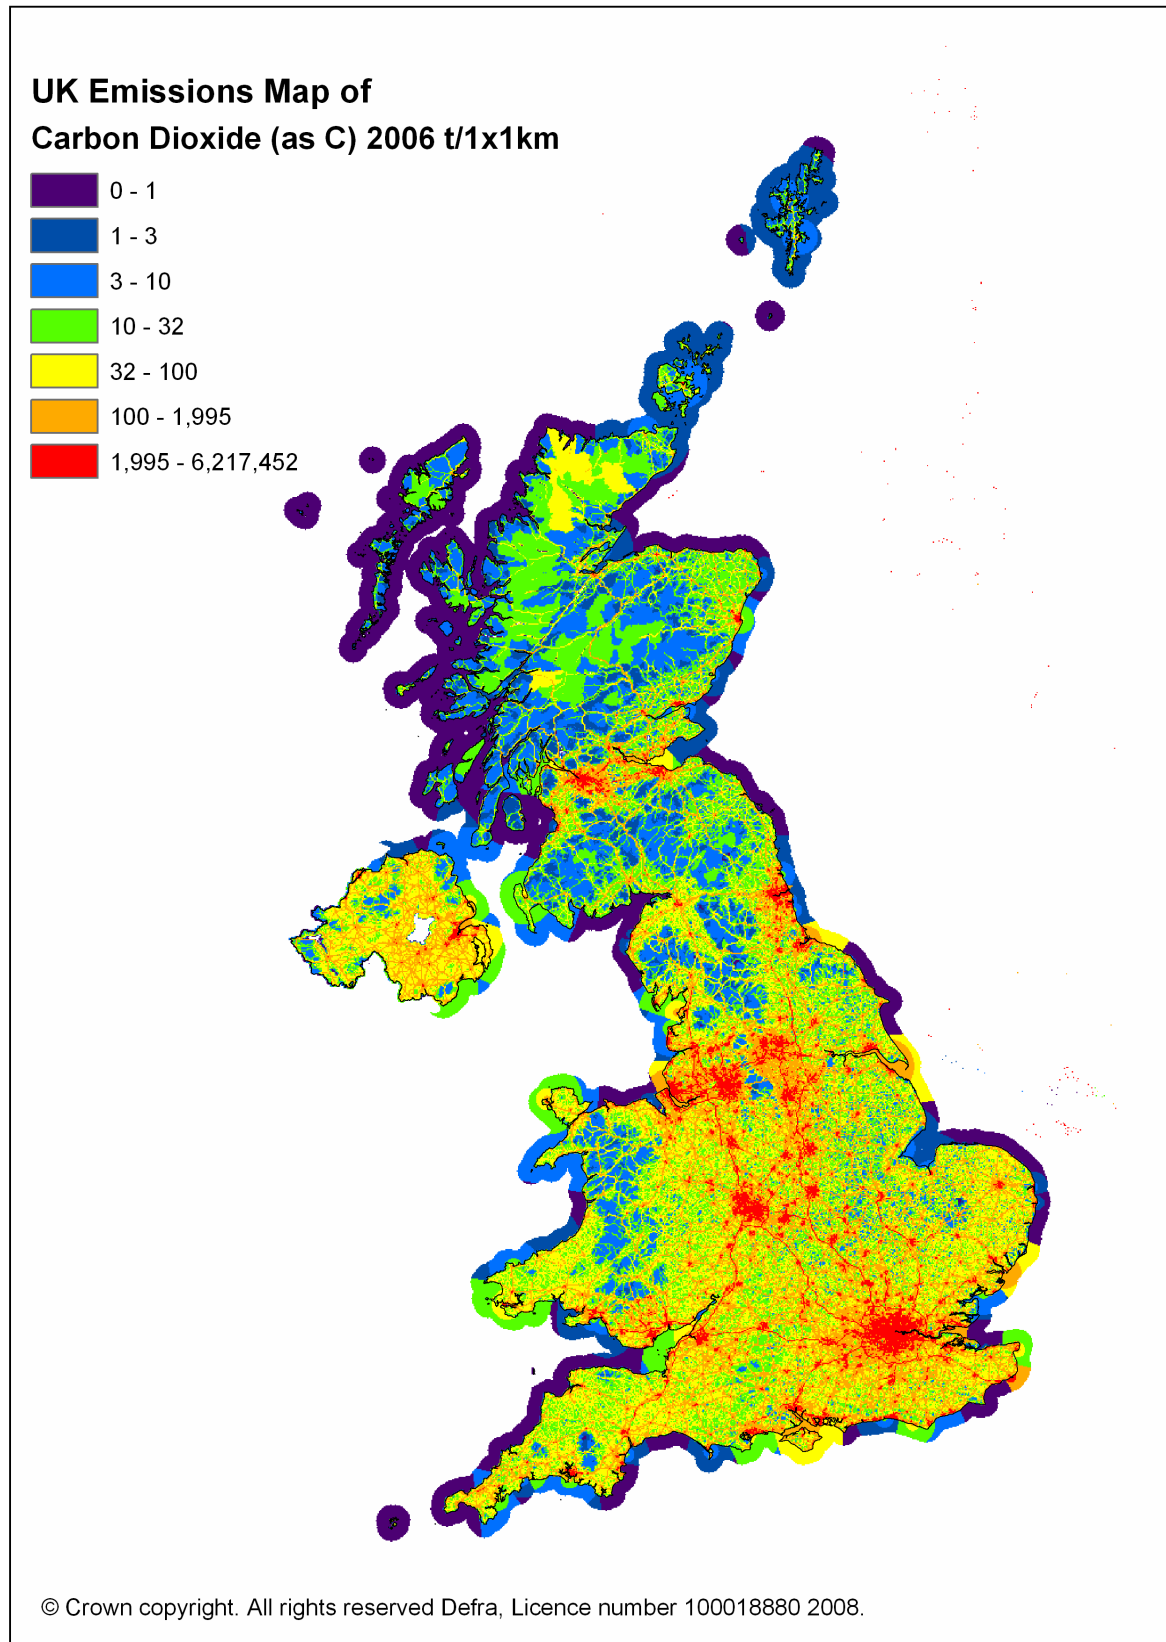 UK Emissions Map of
Carbon Dioxide (as C) 2006 t/1x1km
0 - 1
1 - 3
3 - 10
10 - 32
32 - 100
100 - 1,995
1,995 - 6,217,452
© Crown copyright. All rights reserved Defra, Licence number 100018880 2008.